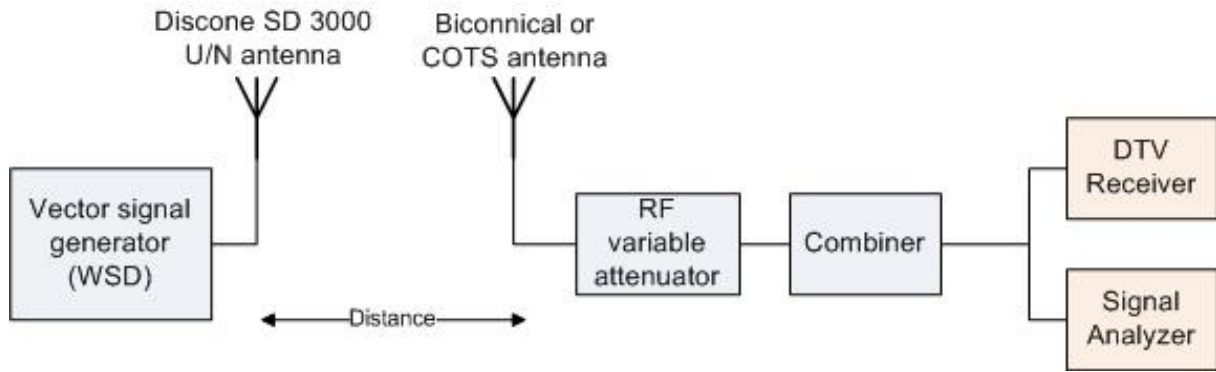 Discone SD 3000
U/N antenna
Biconnical or
COTS antenna
Vector signal
generator
(WSD)
Distance
RF
variable
attenuator
Combiner
DTV
Receiver
Signal
Analyzer